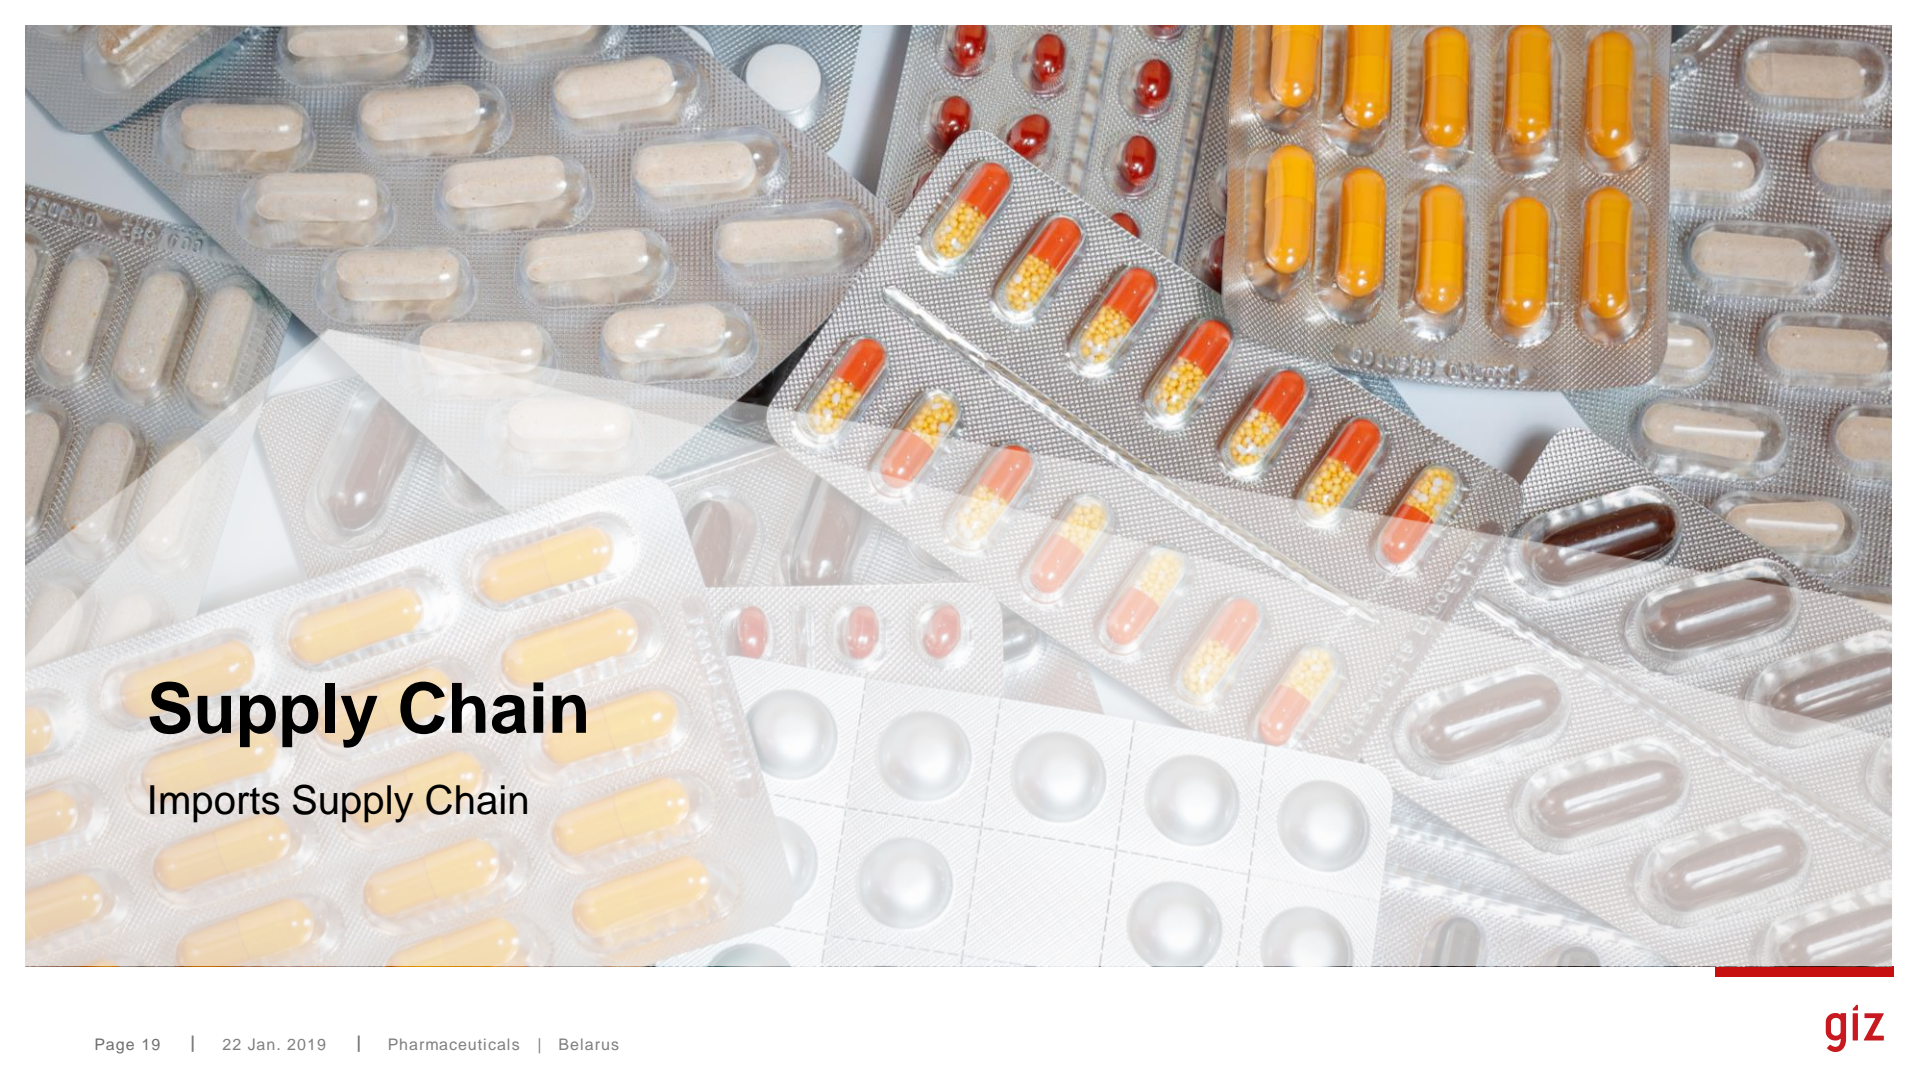 Supply Chain
Imports Supply Chain
Page 19 | 22 Jan. 2019 | Pharmaceuticals | Belarus
giz